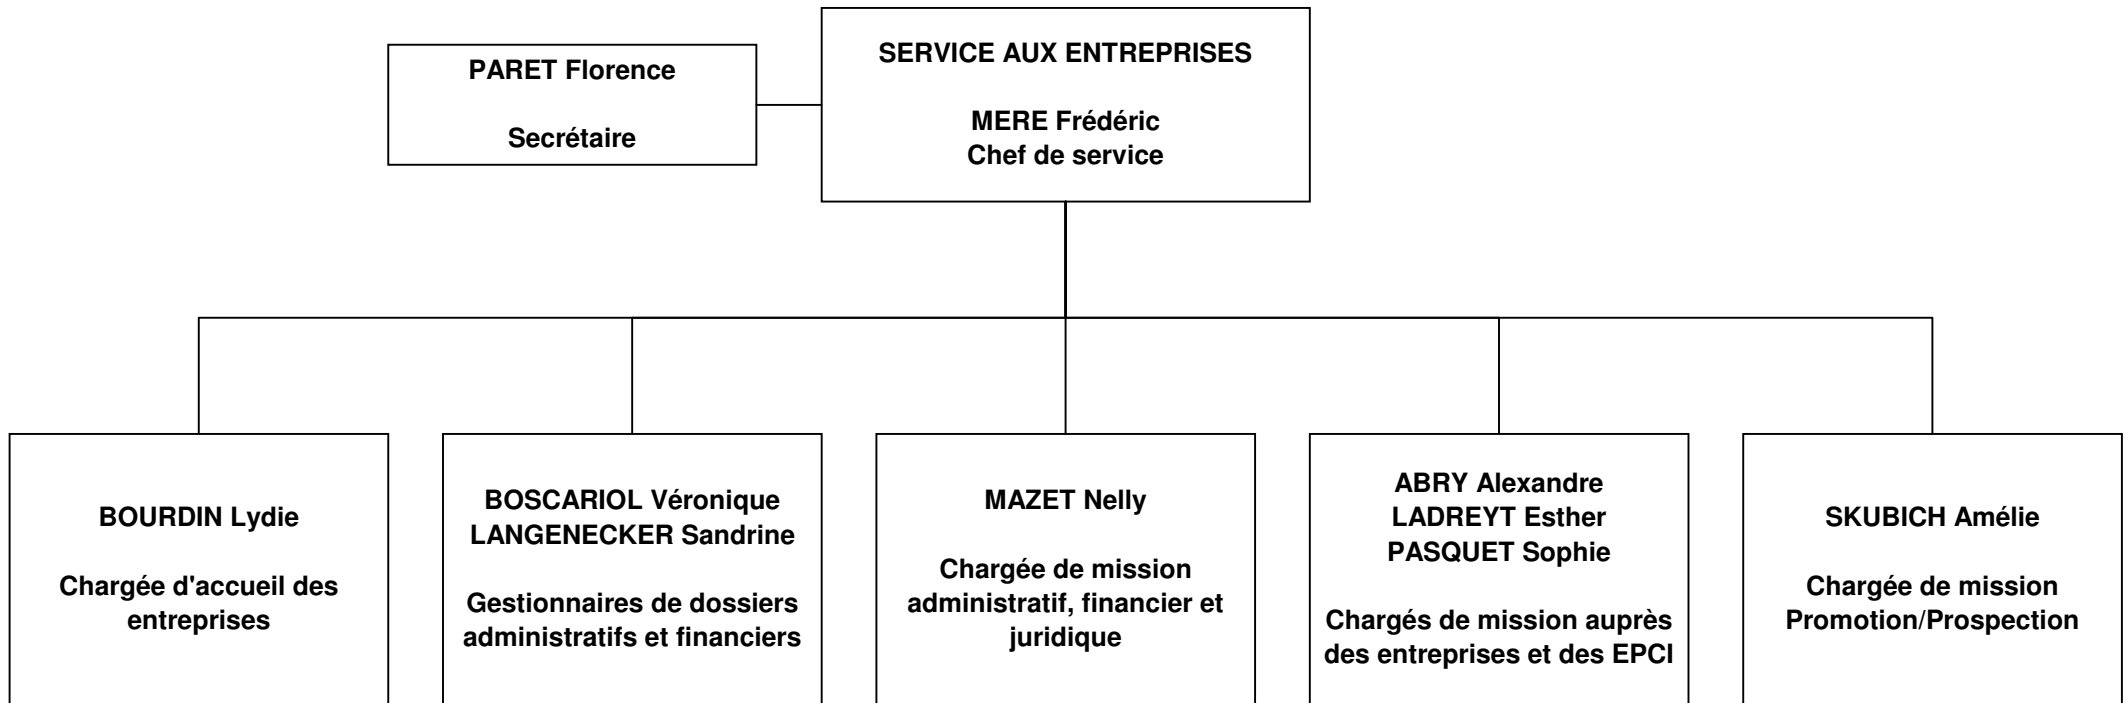 PARET Florence
Secrétaire
SERVICE AUX ENTREPRISES
MERE Frédéric
Chef de service
BOURDIN Lydie
Chargée d'accueil des
entreprises
BOSCARIOL Véronique
LANGENECKER Sandrine
Gestionnaires de dossiers
administratifs et financiers
MAZET Nelly
Chargée de mission
administratif, financier et
juridique
ABRY Alexandre
LADREYT Esther
PASQUET Sophie
Chargés de mission auprès
des entreprises et des EPCI
SKUBICH Amélie
Chargée de mission
Promotion/Prospection